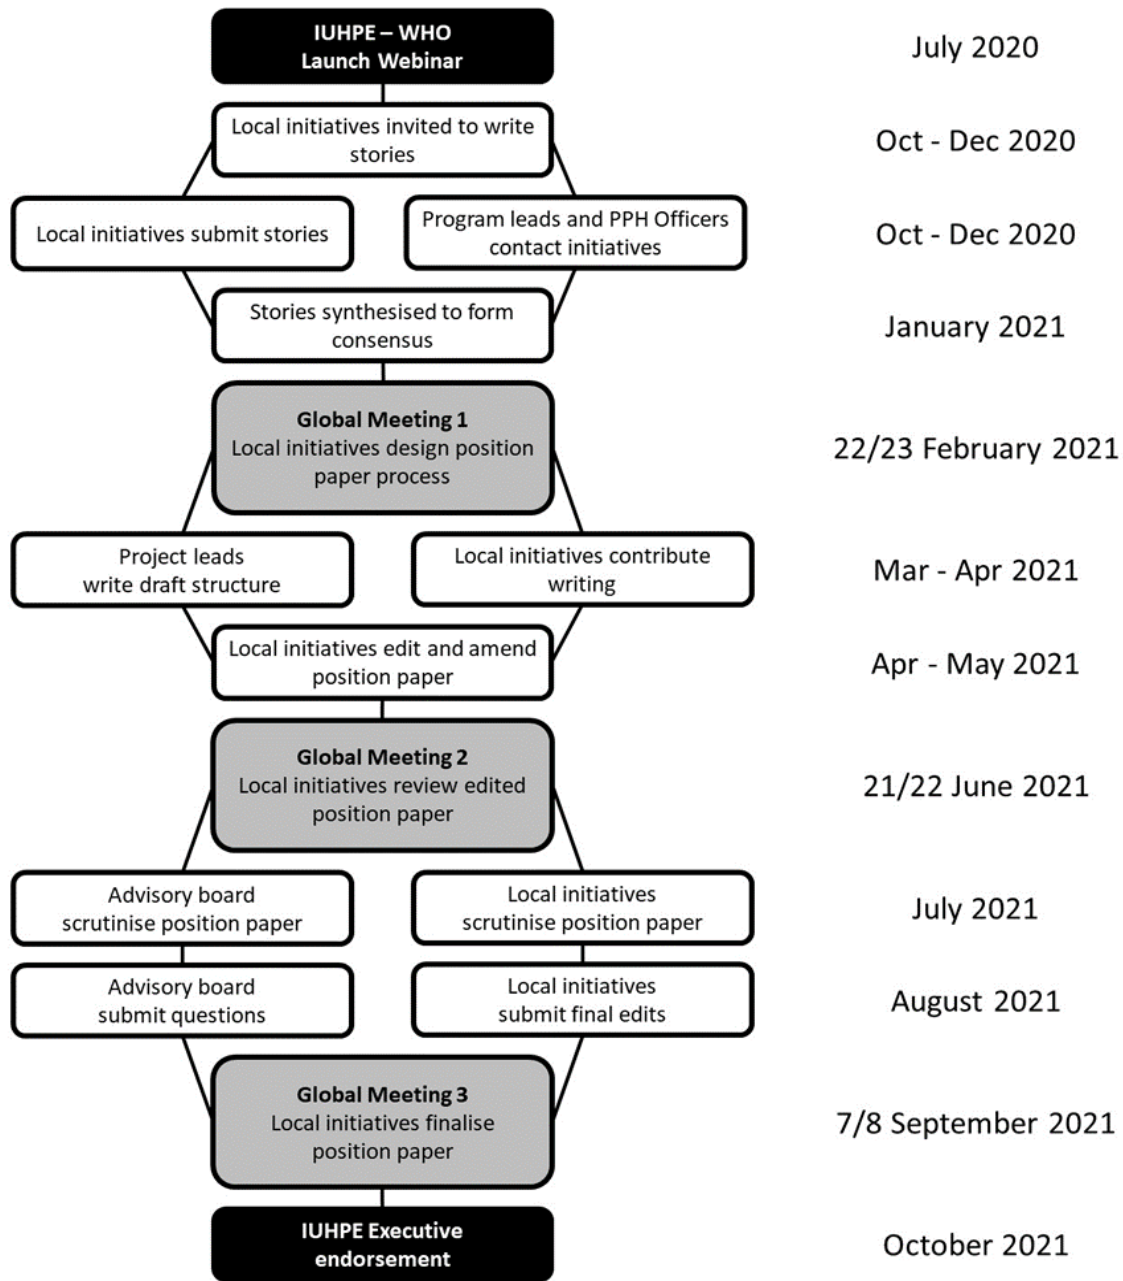 IUHPE – WHO
Launch Webinar
July 2020
Local initiatives invited to write
stories
Oct - Dec 2020
Local initiatives submit stories
Program leads and PPH Officers
contact initiatives
Oct - Dec 2020
Stories synthesised to form
consensus
January 2021
Global Meeting 1
Local initiatives design position
paper process
22/23 February 2021
Project leads
write draft structure
Local initiatives contribute
writing
Mar - Apr 2021
Local initiatives edit and amend
position paper
Apr - May 2021
Global Meeting 2
Local initiatives review edited
position paper
21/22 June 2021
Advisory board
scrutinise position paper
Local initiatives
scrutinise position paper
July 2021
Advisory board
submit questions
Local initiatives
submit final edits
August 2021
Global Meeting 3
Local initiatives finalise
position paper
7/8 September 2021
IUHPE Executive
endorsement
October 2021